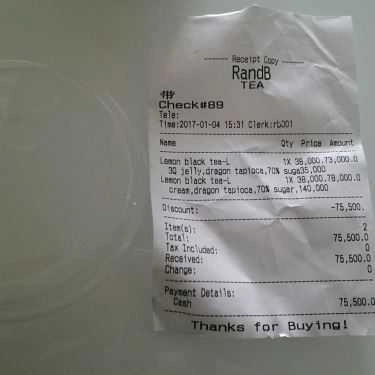 Receipt Copy
RandB
TEA
Check#89
Tele:
Time:2017-01-04 15:31 Clerk:rb001
Name Qty Price Amount
Lemon black tea-L 1X 38,000.73,000.0
3Q jelly,dragon tapioca,70% suga35,000
Lemon black tea-L 1X 38,000.78,000.0
cream,dragon tapioca,70% sugar,140,000
Discount: -75,500.
Item(s): 2
Total: 75,500.0
Tax Included: 0
Received: 75,500.0
Change: 0
Payment Details:
Cash 75,500.0
Thanks for Buying!